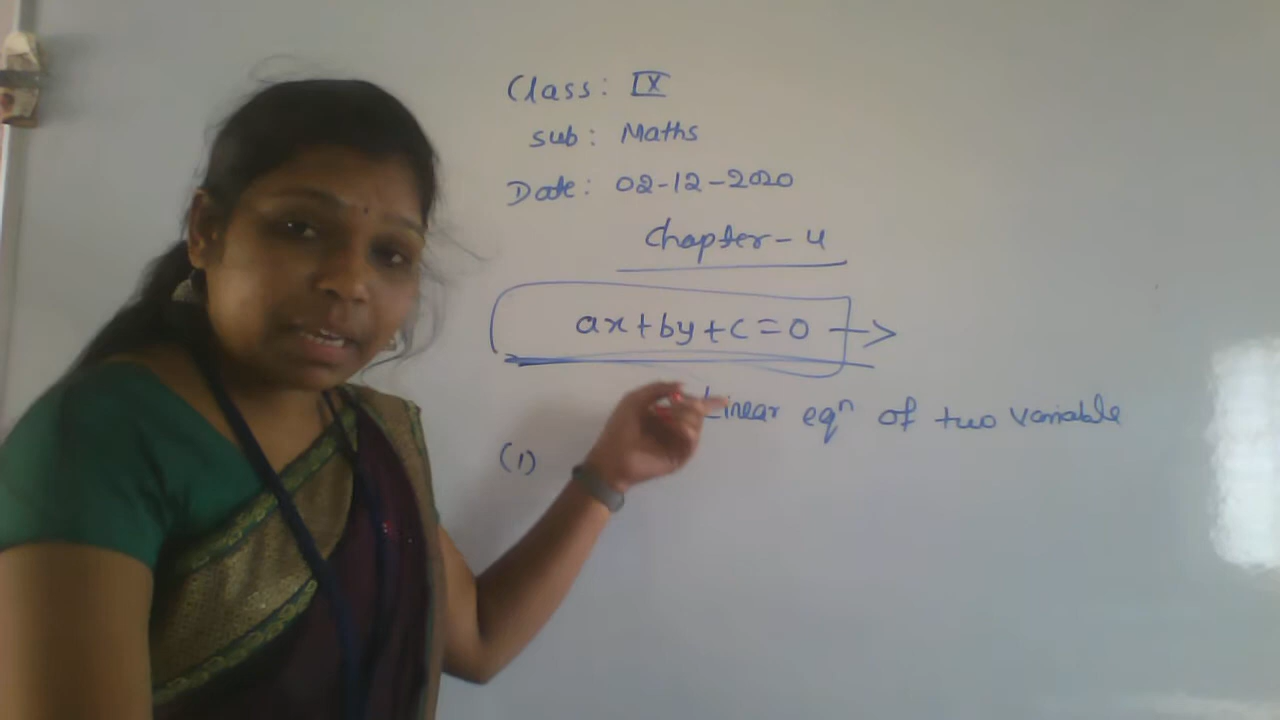 Class: IX
Sub: Maths
Date: 02-12-2020
Chapter-4
ax+by+c=0 →
Linear eqⁿ of two variable
(1)